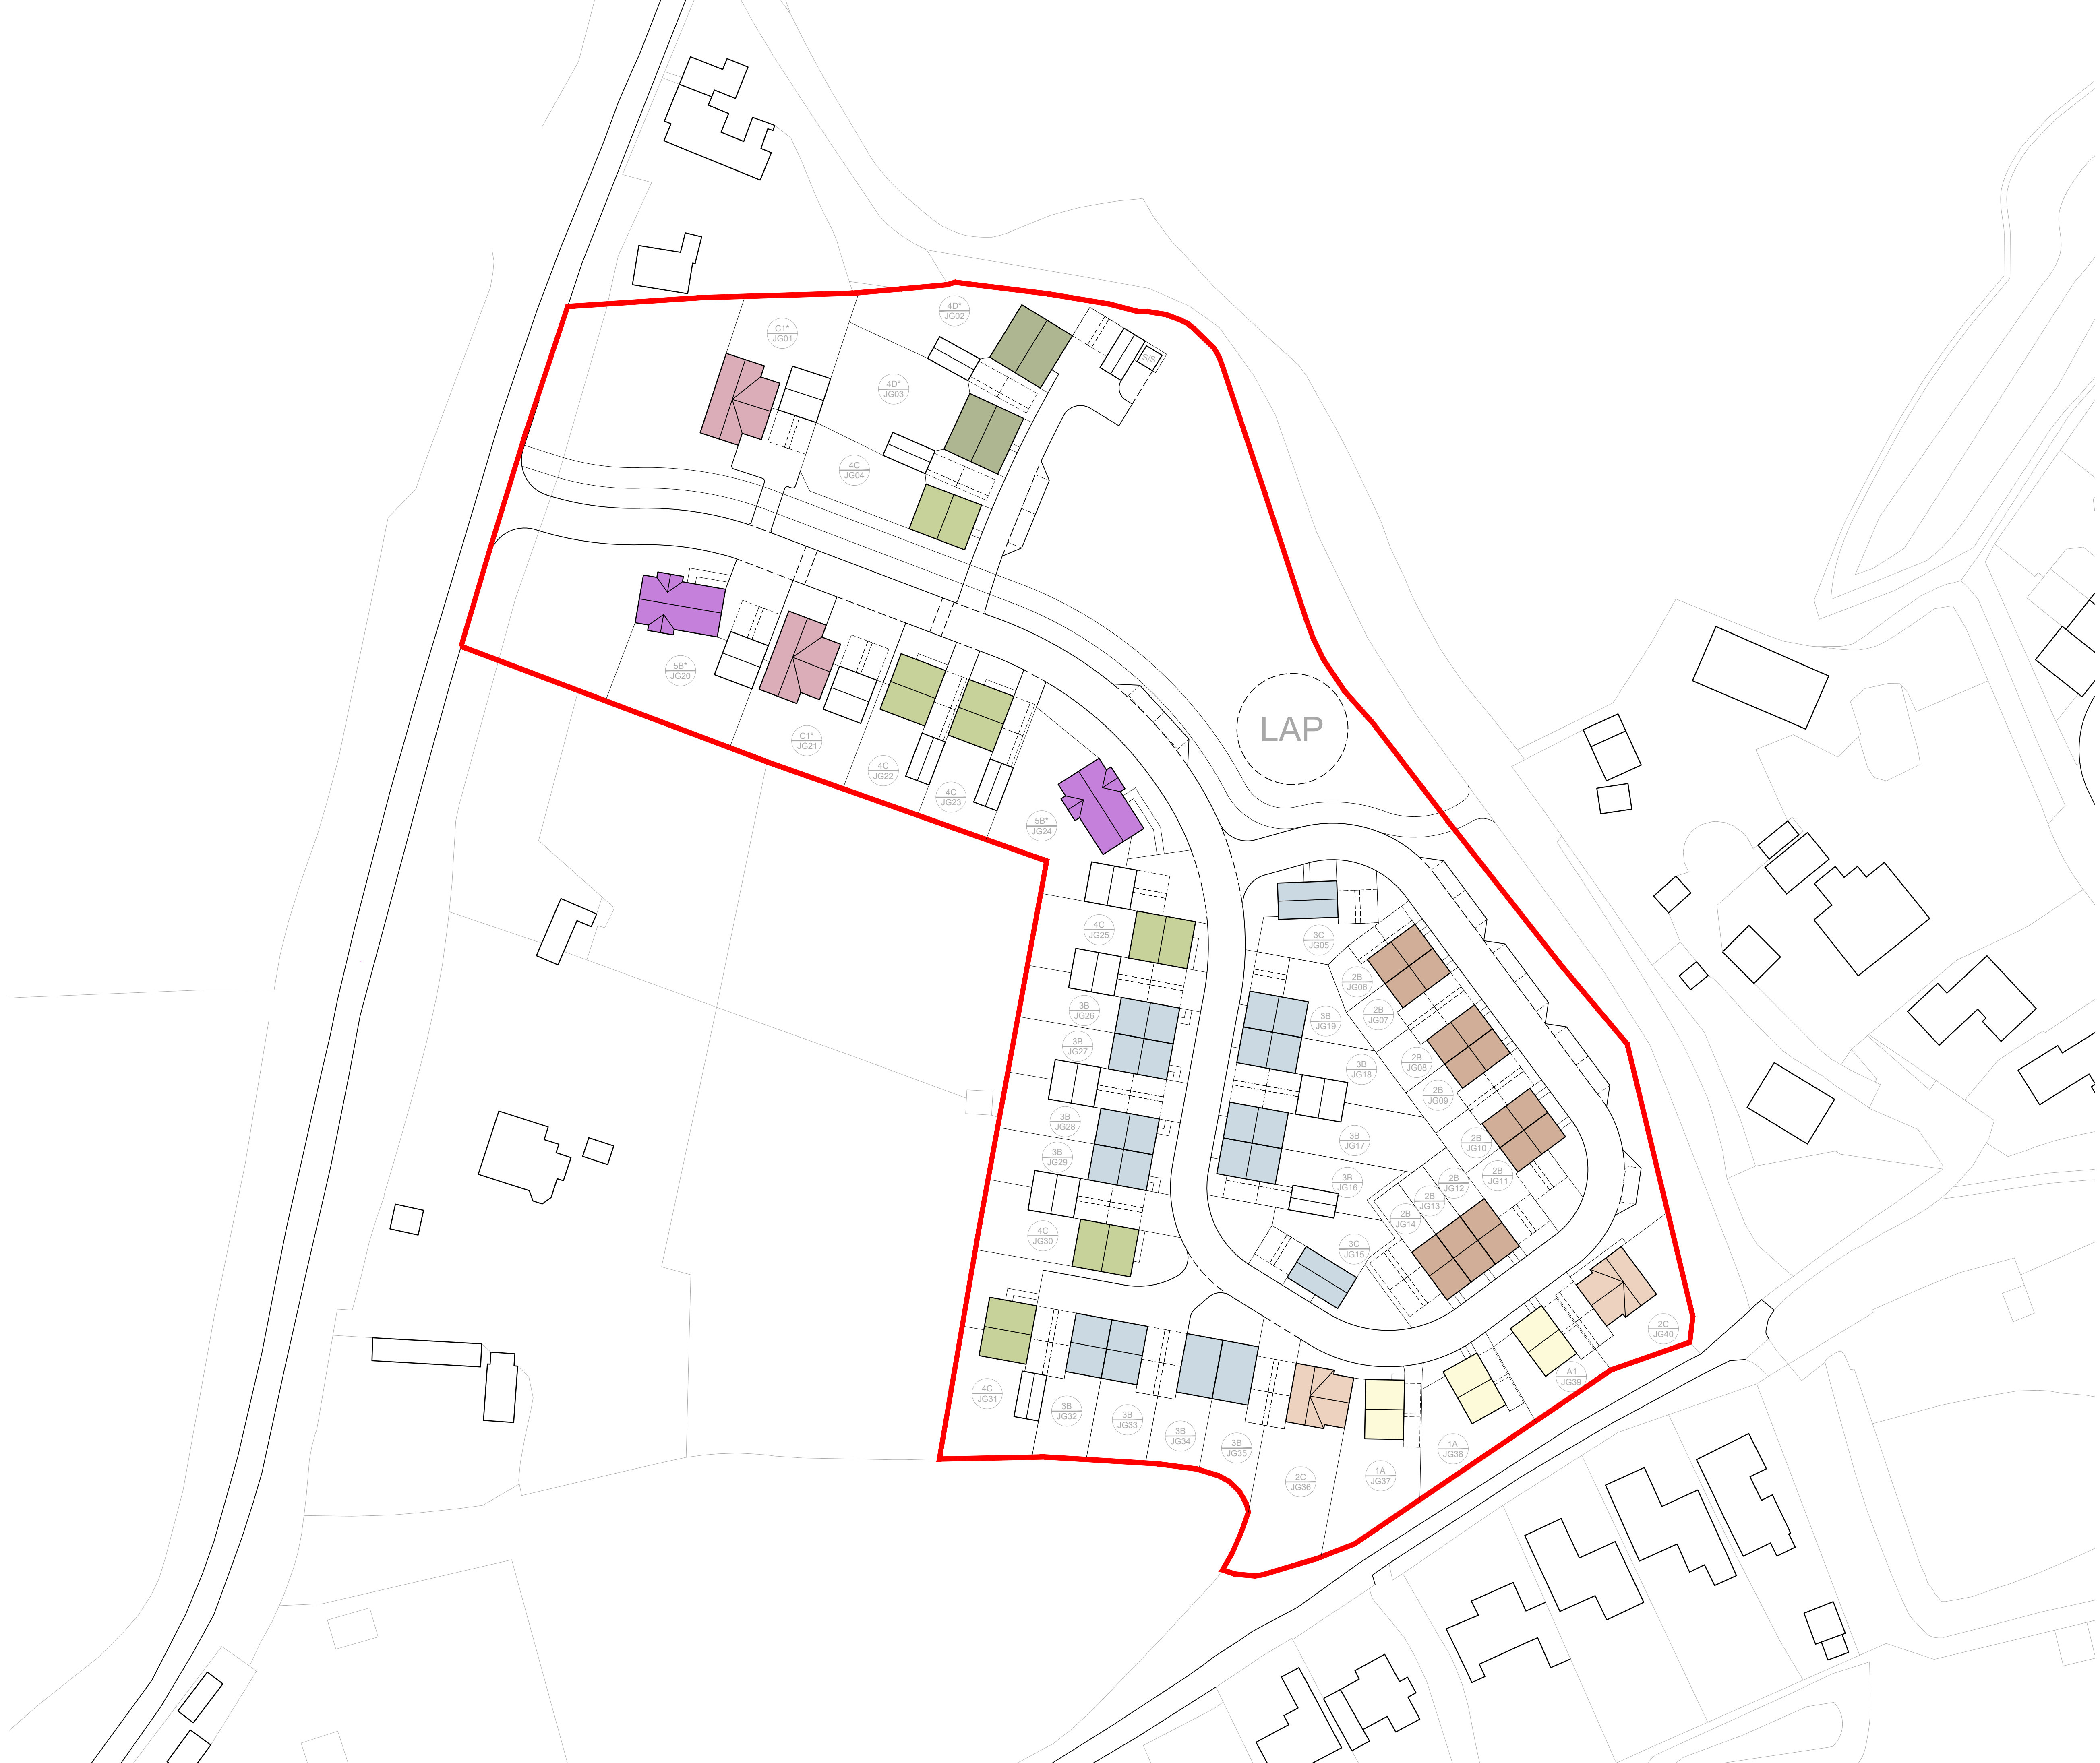 4D*
JG02
C1*
JG01
S/S
4D*
JG03
4C
JG04
5B*
JG20
LAP
C1*
JG21
4C
JG22
4C
JG23
5B*
JG24
4C
JG25
3C
JG05
2B
JG06
3B
JG26
2B
JG07
3B
JG19
3B
JG27
2B
JG08
3B
JG18
2B
JG09
3B
JG28
3B
JG17
2B
JG10
3B
JG29
2B
JG11
3B
JG16
2B
JG12
2B
JG13
2B
JG14
4C
JG30
3C
JG15
2C
JG40
A1
JG39
4C
JG31
3B
JG32
3B
JG33
3B
JG34
3B
JG35
1A
JG38
1A
JG37
2C
JG36